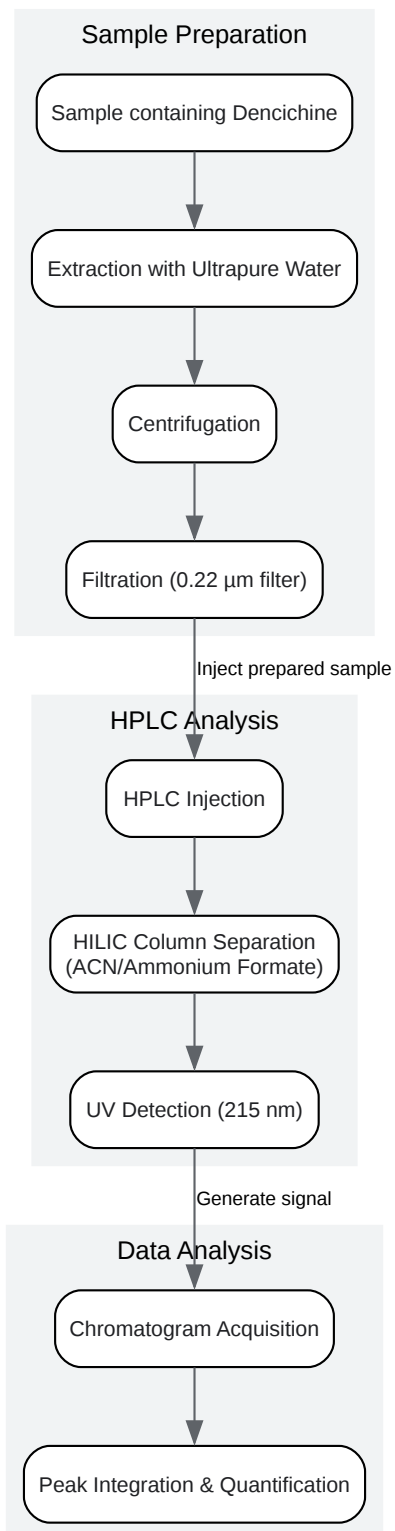 Sample Preparation
Sample containing Dencichine
Extraction with Ultrapure Water
Centrifugation
Filtration (0.22 µm filter)
Inject prepared sample
HPLC Analysis
HPLC Injection
HILIC Column Separation
(ACN/Ammonium Formate)
UV Detection (215 nm)
Generate signal
Data Analysis
Chromatogram Acquisition
Peak Integration & Quantification